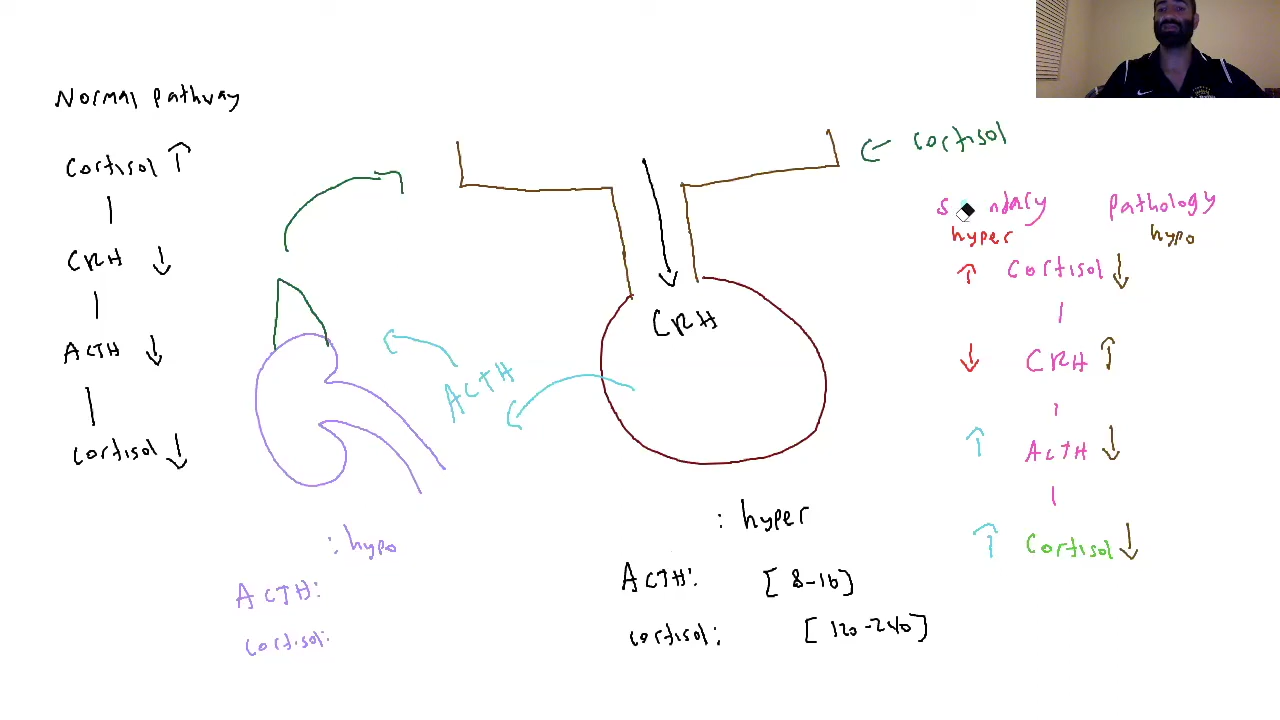 Normal pathway
Cortisol ↑
CRH ↓
ACTH ↓
Cortisol ↓
← Cortisol
CRH
ACTH
: hypo
ACTH:
Cortisol:
: hyper
ACTH: [8-10]
Cortisol: [120-240]
pathology
hyper hypo
↑ Cortisol ↓
↓ CRH ↑
↑ ACTH ↓
↑ Cortisol ↓